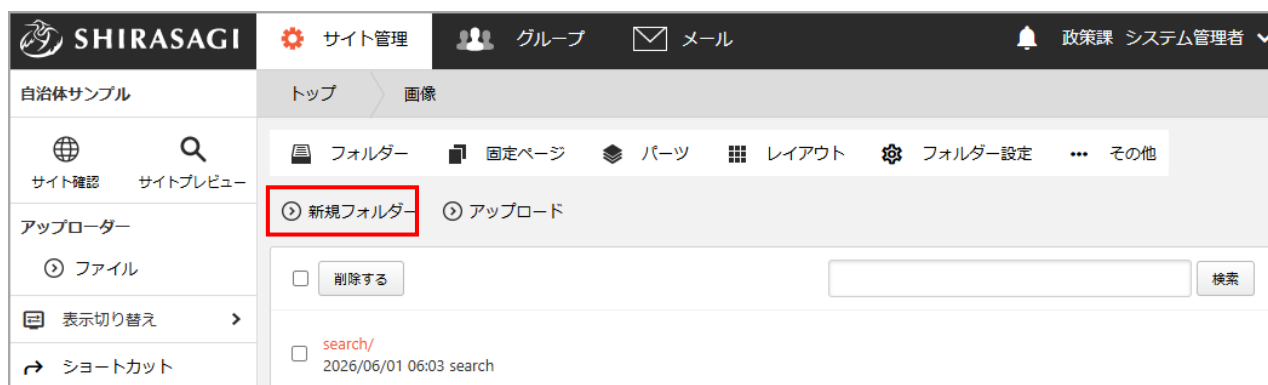 SHIRASAGI サイト管理 グループ メール 政策課 システム管理者
自治体サンプル トップ 画像
フォルダー 固定ページ パーツ レイアウト フォルダー設定 ••• その他
サイト確認 サイトプレビュー
新規フォルダー アップロード
アップローダー
ファイル
削除する 検索
表示切り替え
search/
ショートカット
2026/06/01 06:03 search